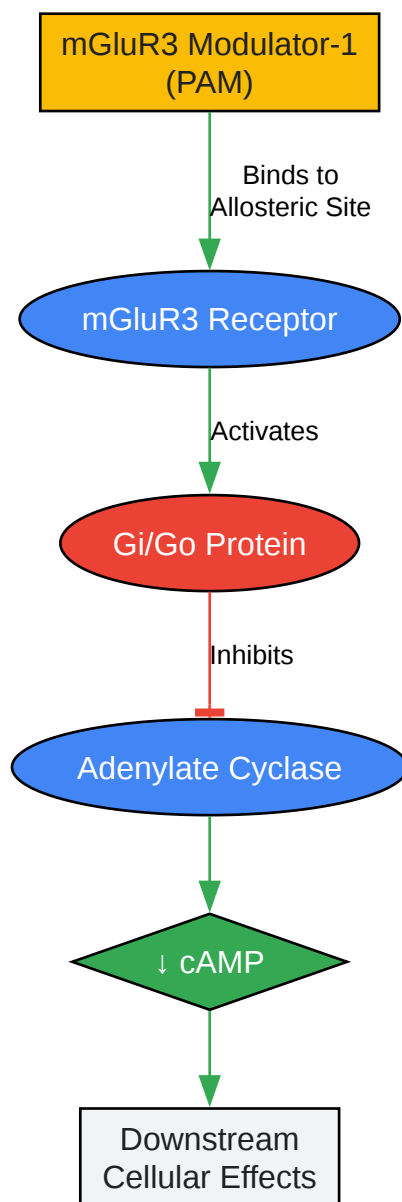 mGluR3 Modulator-1
(PAM)
Binds to
Allosteric Site
mGluR3 Receptor
Activates
Gi/Go Protein
Inhibits
Adenylate Cyclase
↓ cAMP
Downstream
Cellular Effects